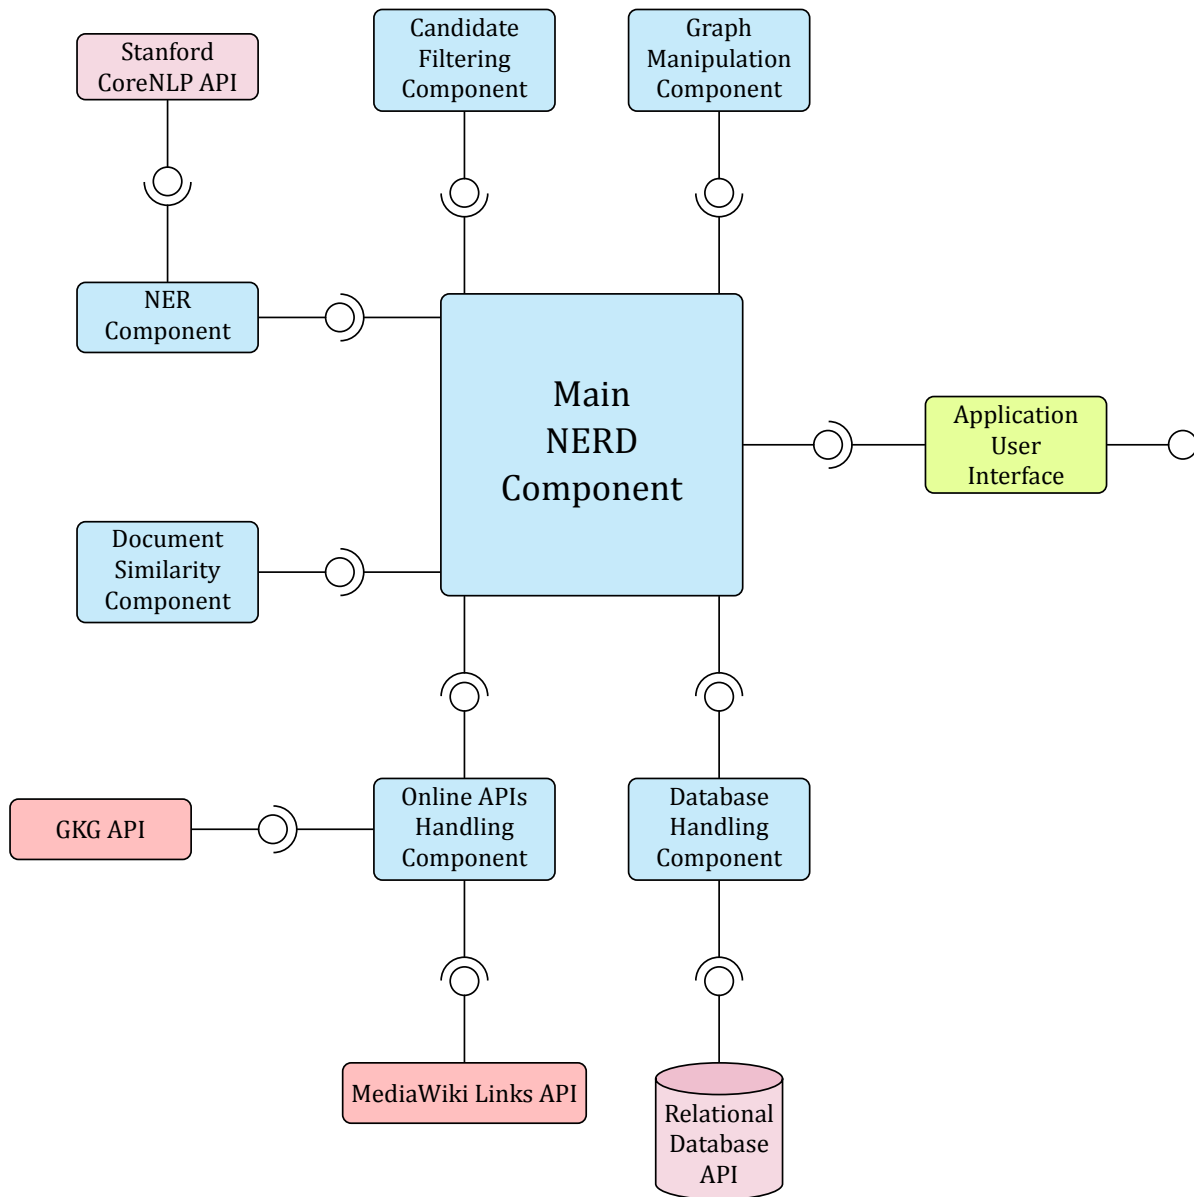 Stanford
CoreNLP API
Candidate
Filtering
Component
Graph
Manipulation
Component
NER
Component
Main
NERD
Component
Application
User
Interface
Document
Similarity
Component
GKG API
Online APIs
Handling
Component
Database
Handling
Component
MediaWiki Links API
Relational
Database
API